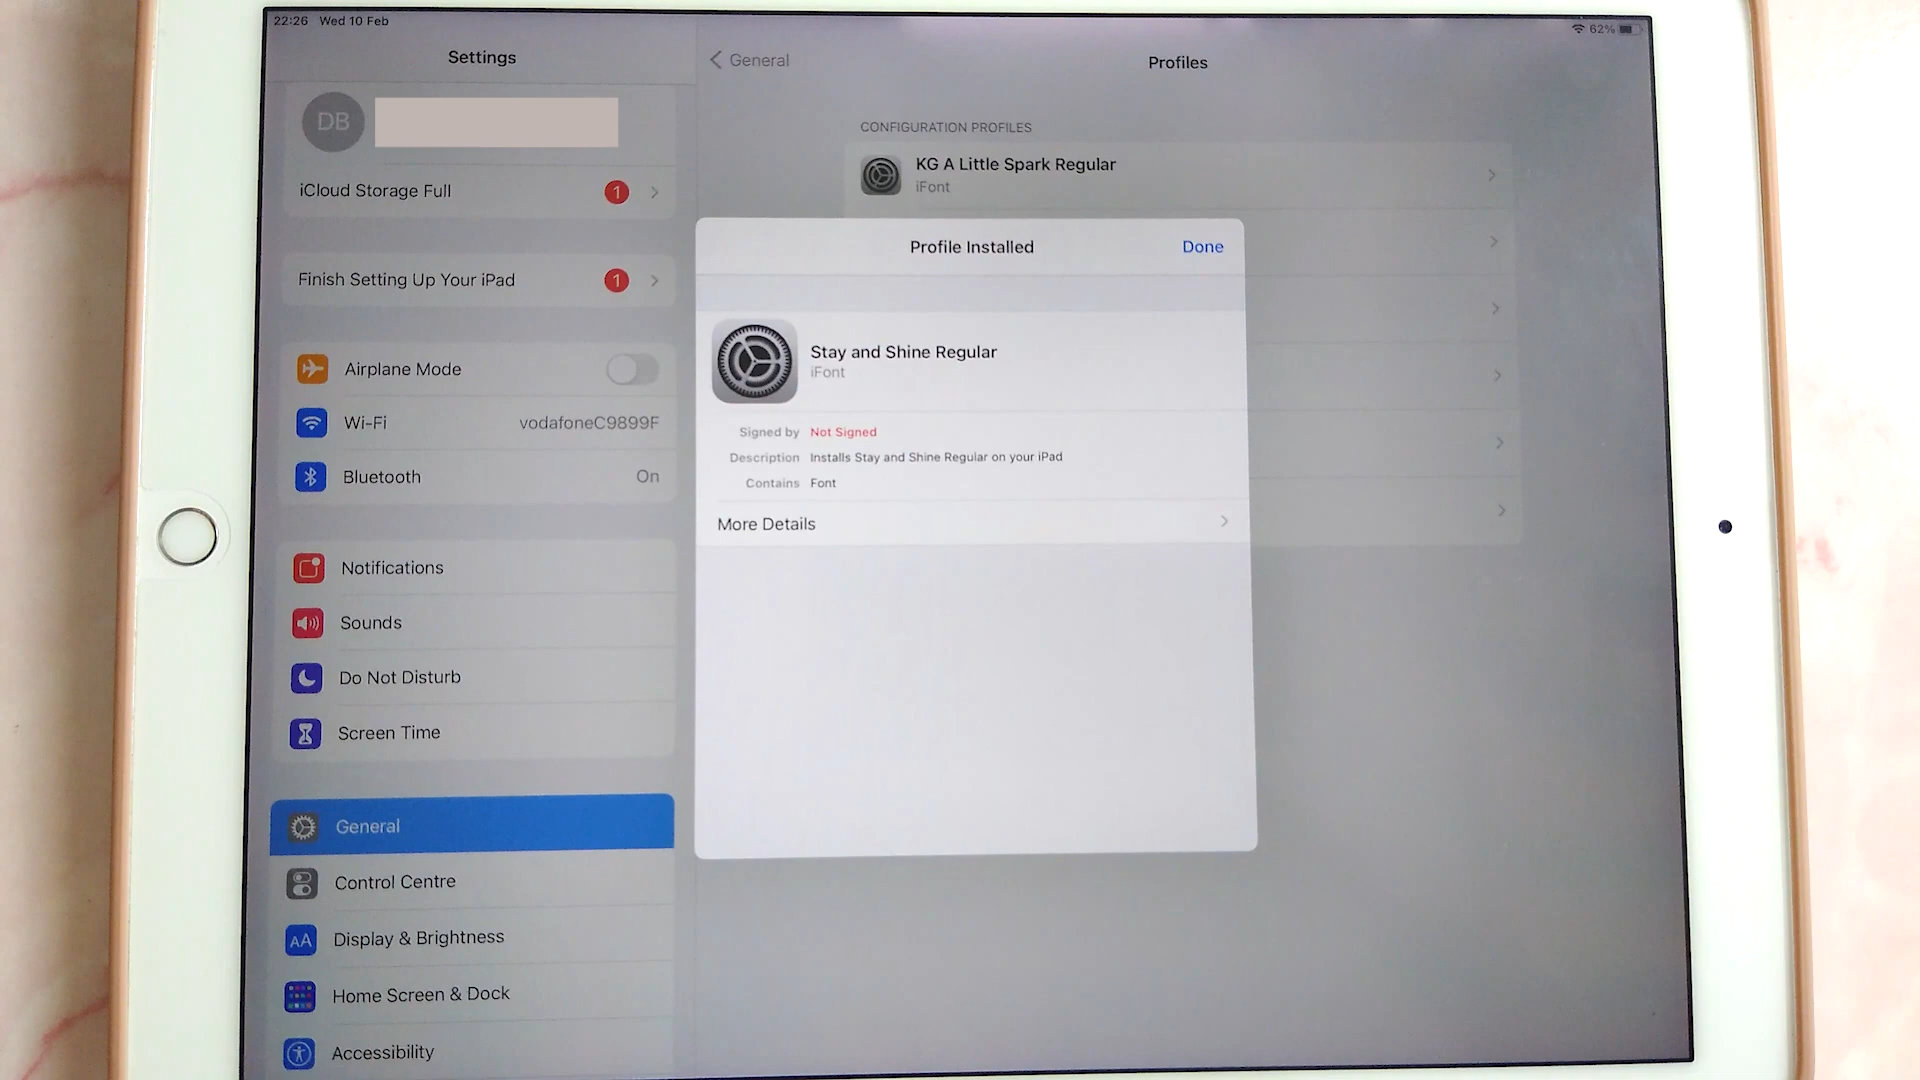 22:26 Wed 10 Feb
62%
Settings
DB
iCloud Storage Full 1
Finish Setting Up Your iPad 1
Airplane Mode
Wi-Fi vodafoneC9899F
Bluetooth On
Notifications
Sounds
Do Not Disturb
Screen Time
General
Control Centre
AA Display & Brightness
Home Screen & Dock
Accessibility
General
Profiles
CONFIGURATION PROFILES
KG A Little Spark Regular
iFont
Profile Installed Done
Stay and Shine Regular
iFont
Signed by Not Signed
Description Installs Stay and Shine Regular on your iPad
Contains Font
More Details